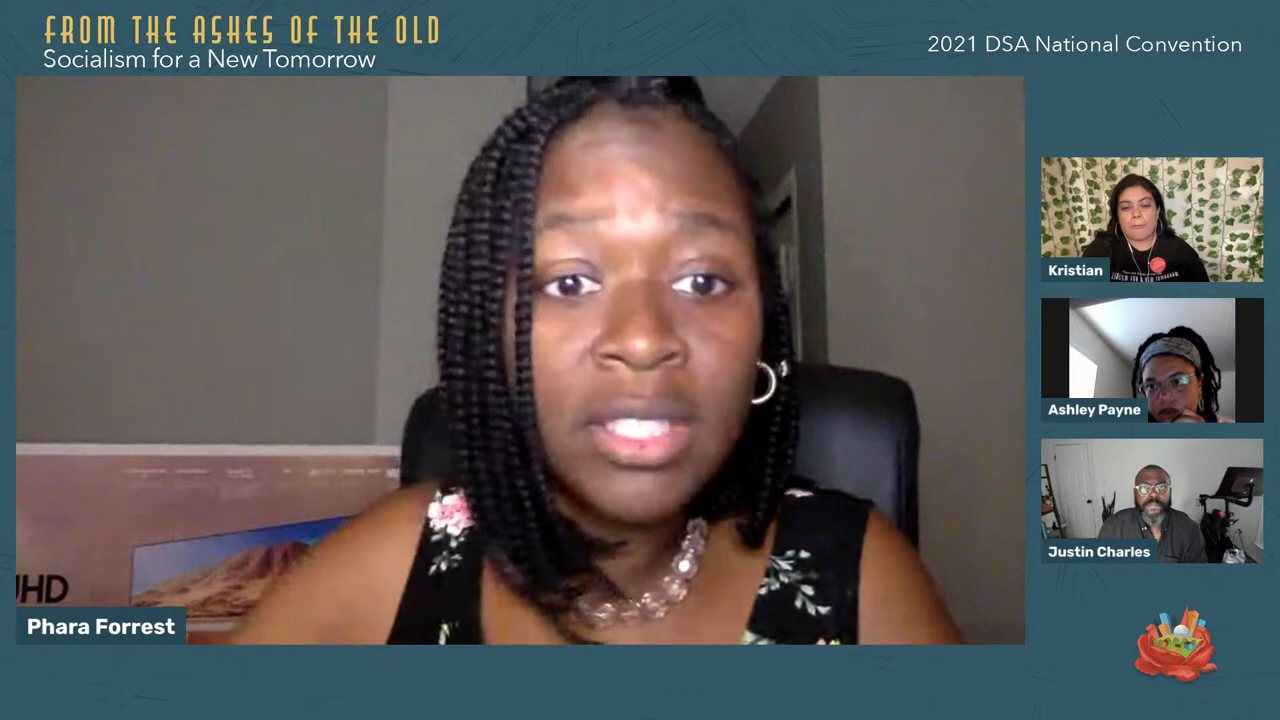 FROM THE ASHES OF THE OLD
Socialism for a New Tomorrow
2021 DSA National Convention
Kristian
Ashley Payne
Justin Charles
JHD
Phara Forrest